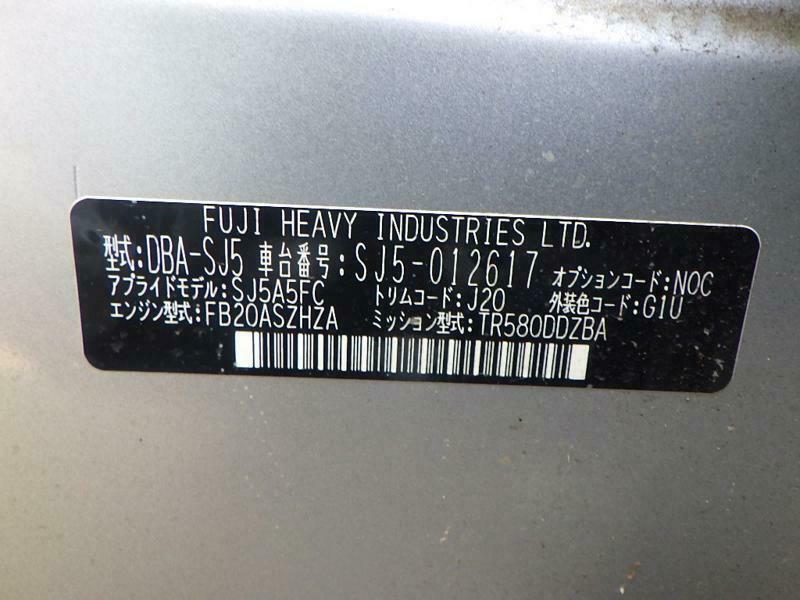 FUJI HEAVY INDUSTRIES LTD.
型式:DBA-SJ5 車台番号:SJ5-012617 オプションコード:NOC
アプライドモデル:SJ5A5FC トリムコード:J20 外装色コード:G1U
エンジン型式:FB20ASZHZA ミッション型式:TR580DDZBA